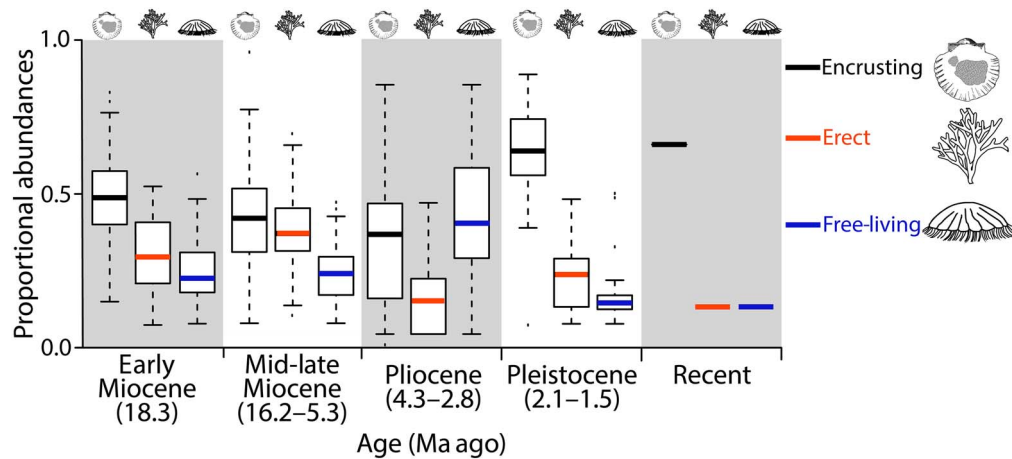 1.0
0.5
0.0
Proportional abundances
Early
Miocene
(18.3)
Mid-late
Miocene
(16.2–5.3)
Pliocene
(4.3–2.8)
Pleistocene
(2.1–1.5)
Recent
Age (Ma ago)
Encrusting
Erect
Free-living